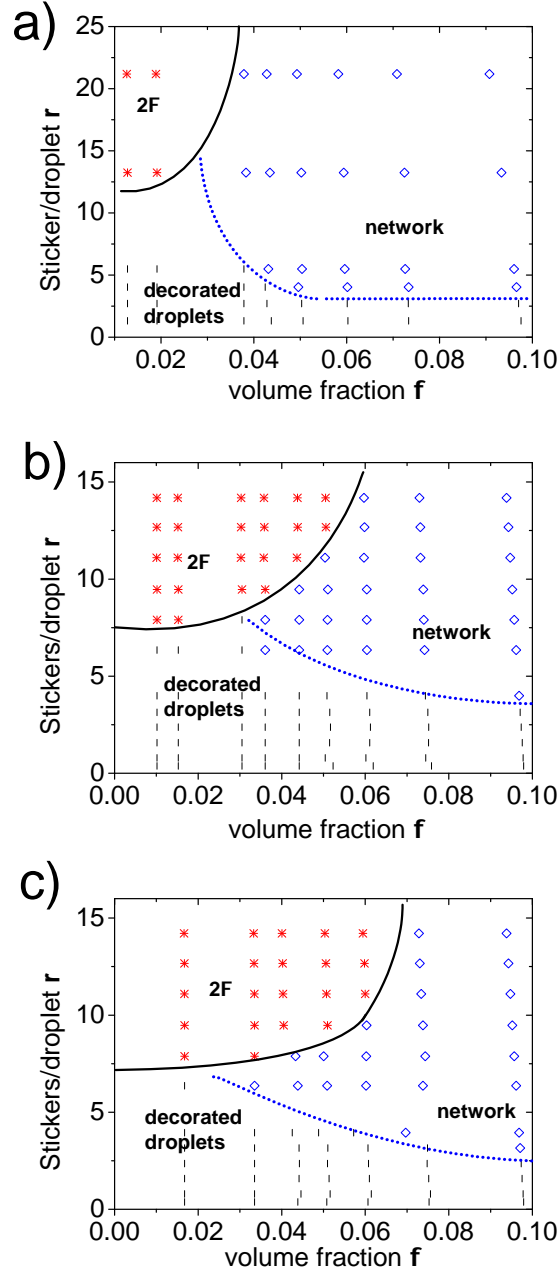 a)
25
20
15
10
5
0
Sticker/droplet r
2F
network
decorated
droplets
0.02 0.04 0.06 0.08 0.10
volume fraction f
b)
15
10
5
0
Stickers/droplet r
2F
network
decorated
droplets
0.00 0.02 0.04 0.06 0.08 0.10
volume fraction f
c)
15
10
5
0
Stickers/droplet r
2F
network
decorated
droplets
0.00 0.02 0.04 0.06 0.08 0.10
volume fraction f